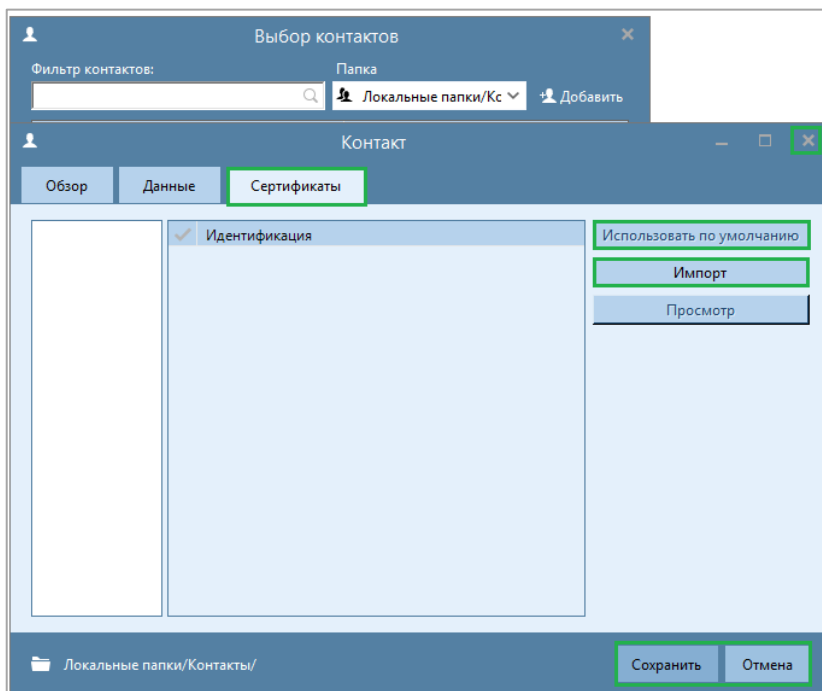 Выбор контактов
Фильтр контактов:
Папка
Локальные папки/Кс
Добавить
Контакт
Обзор
Данные
Сертификаты
Идентификация
Использовать по умолчанию
Импорт
Просмотр
Локальные папки/Контакты/
Сохранить
Отмена